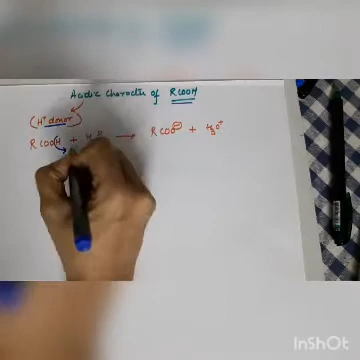 Acidic Character of RCOOH
(H⁺ donor)
RCOOH + H₂O → RCOO⊖ + H₃O⁺
InShOt